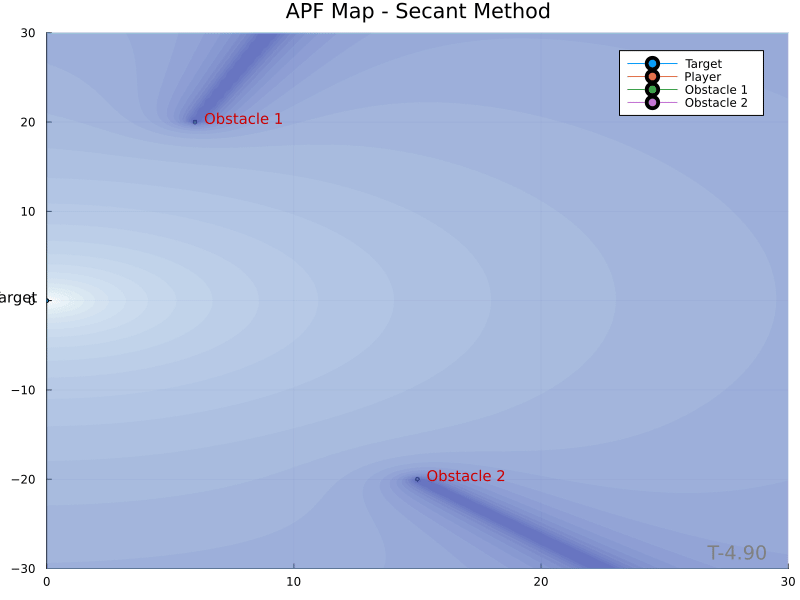 APF Map - Secant Method
30
20
10
0
−10
−20
−30
0
10
20
30
Target
Player
Obstacle 1
Obstacle 2
Obstacle 1
arget
Obstacle 2
T-4.90